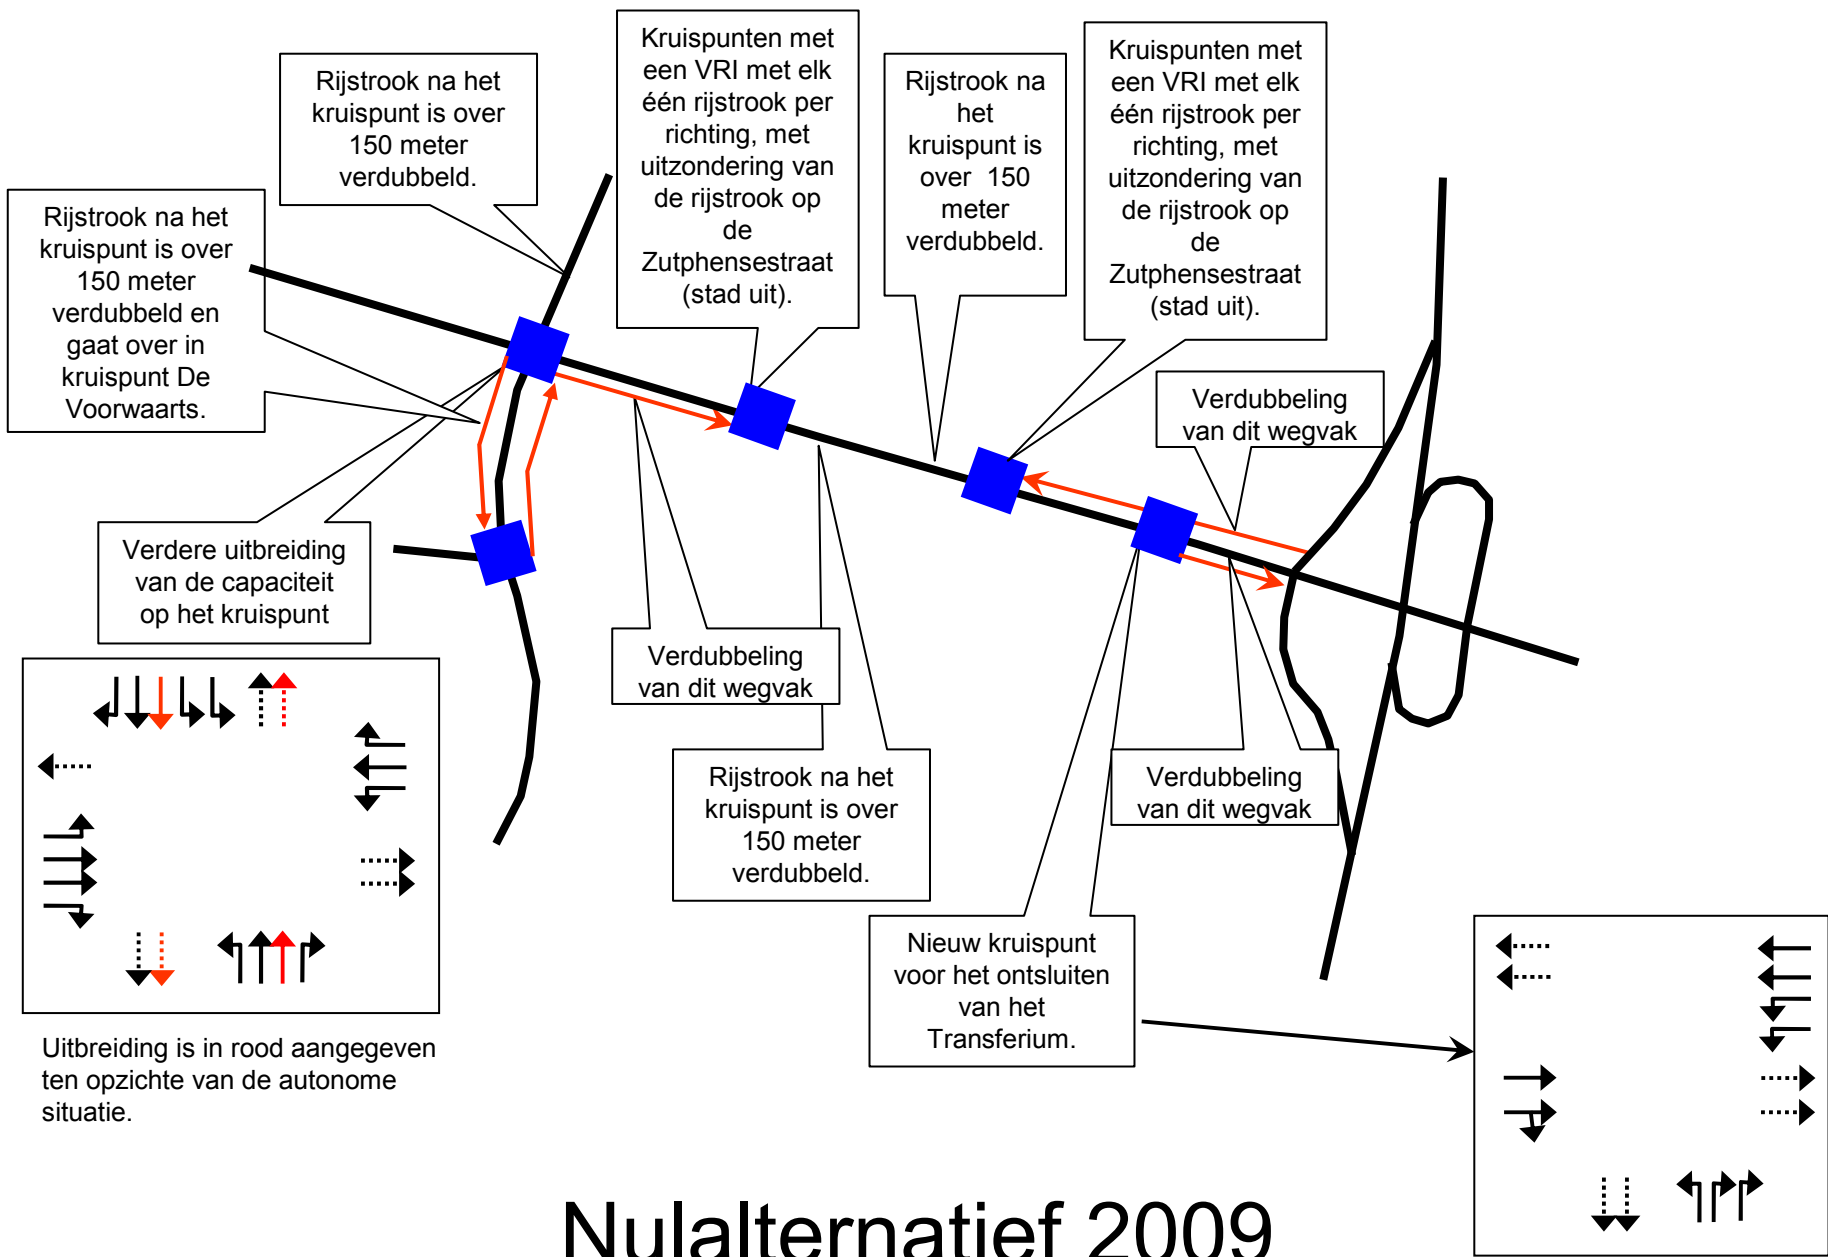 Rijstrook na het
kruispunt is over
150 meter
verdubbeld.
Kruispunten met
een VRI met elk
één rijstrook per
richting, met
uitzondering van
de rijstrook op
de
Zutphensestraat
(stad uit).
Rijstrook na
het
kruispunt is
over 150
meter
verdubbeld.
Kruispunten met
een VRI met elk
één rijstrook per
richting, met
uitzondering van
de rijstrook op
de
Zutphensestraat
(stad uit).
Rijstrook na het
kruispunt is over
150 meter
verdubbeld en
gaat over in
kruispunt De
Voorwaarts.
Verdubbeling
van dit wegvak
Verdere uitbreiding
van de capaciteit
op het kruispunt
Verdubbeling
van dit wegvak
Rijstrook na het
kruispunt is over
150 meter
verdubbeld.
Verdubbeling
van dit wegvak
Nieuw kruispunt
voor het ontsluiten
van het
Transferium.
Uitbreiding is in rood aangegeven
ten opzichte van de autonome
situatie.
Nulalternatief 2009